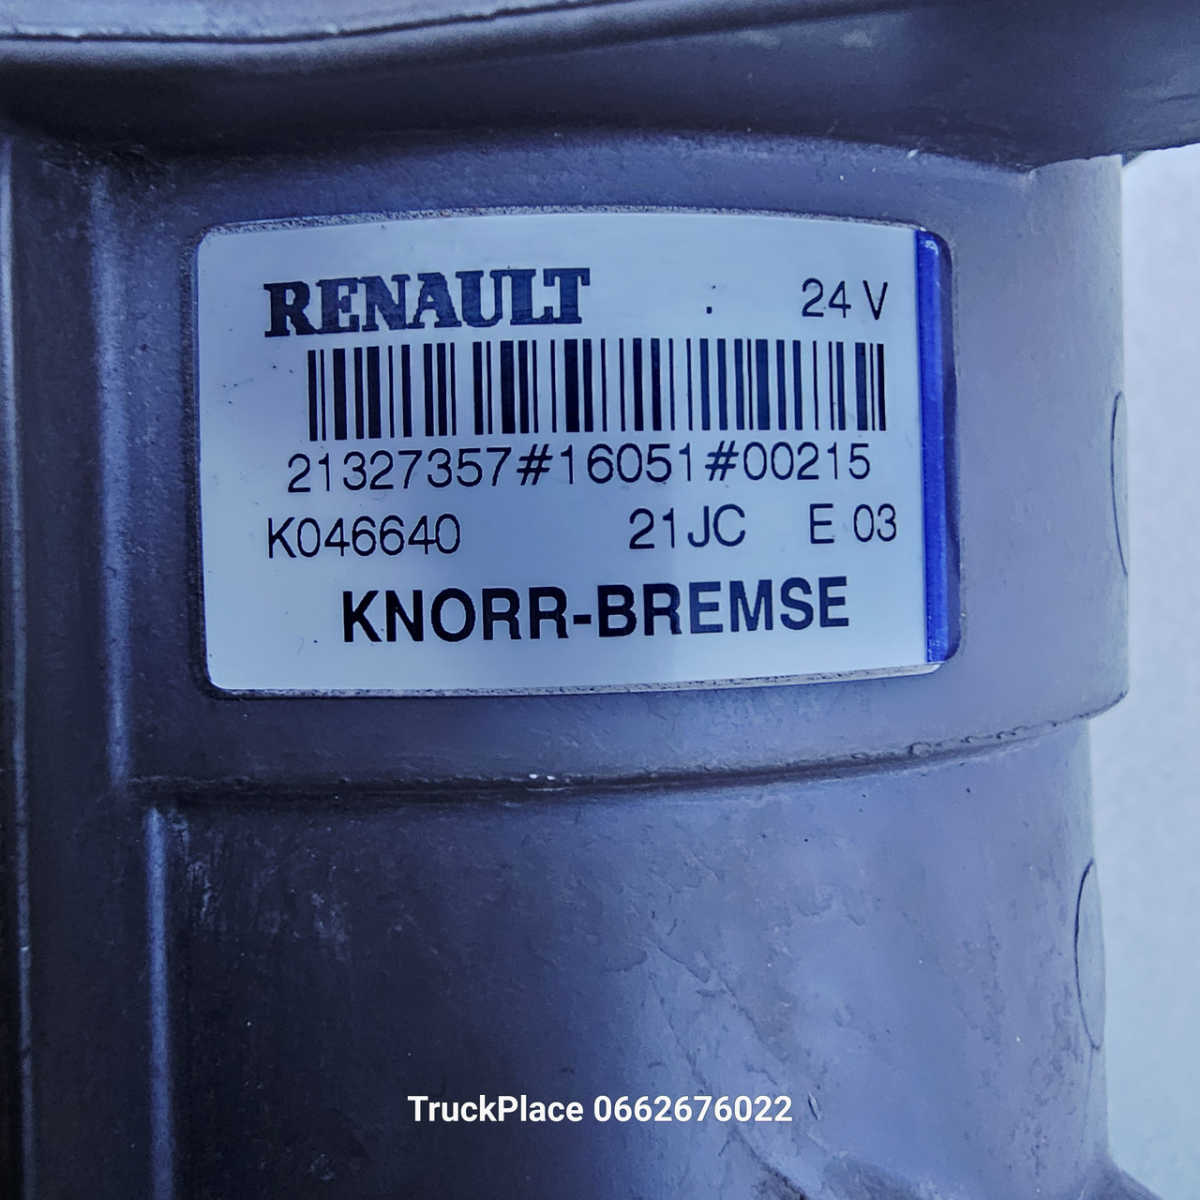 RENAULT . 24 V
21327357#16051#00215
K046640 21JC E 03
KNORR-BREMSE
TruckPlace 0662676022